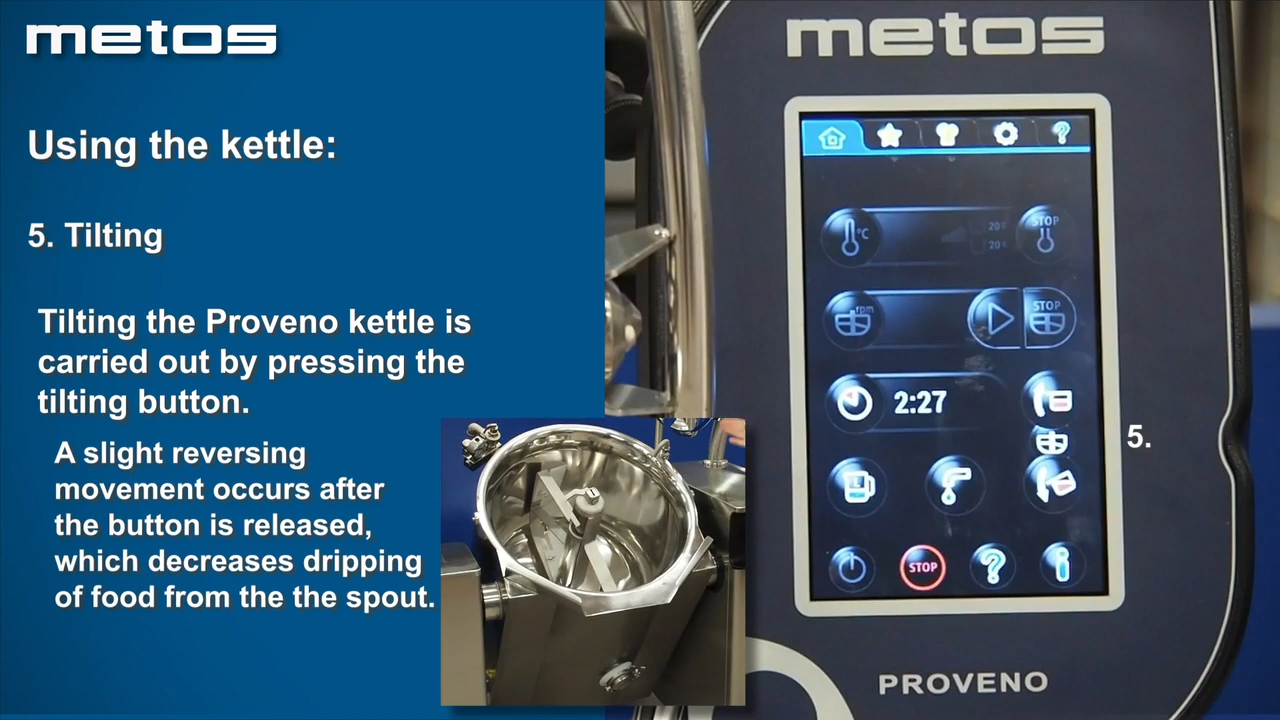 metos
Using the kettle:
5. Tilting
Tilting the Proveno kettle is
carried out by pressing the
tilting button.
A slight reversing
movement occurs after
the button is released,
which decreases dripping
of food from the the spout.
metos
?
°C
20°C
20°C
STOP
rpm
STOP
2:27
5.
L
STOP
?
i
PROVENO